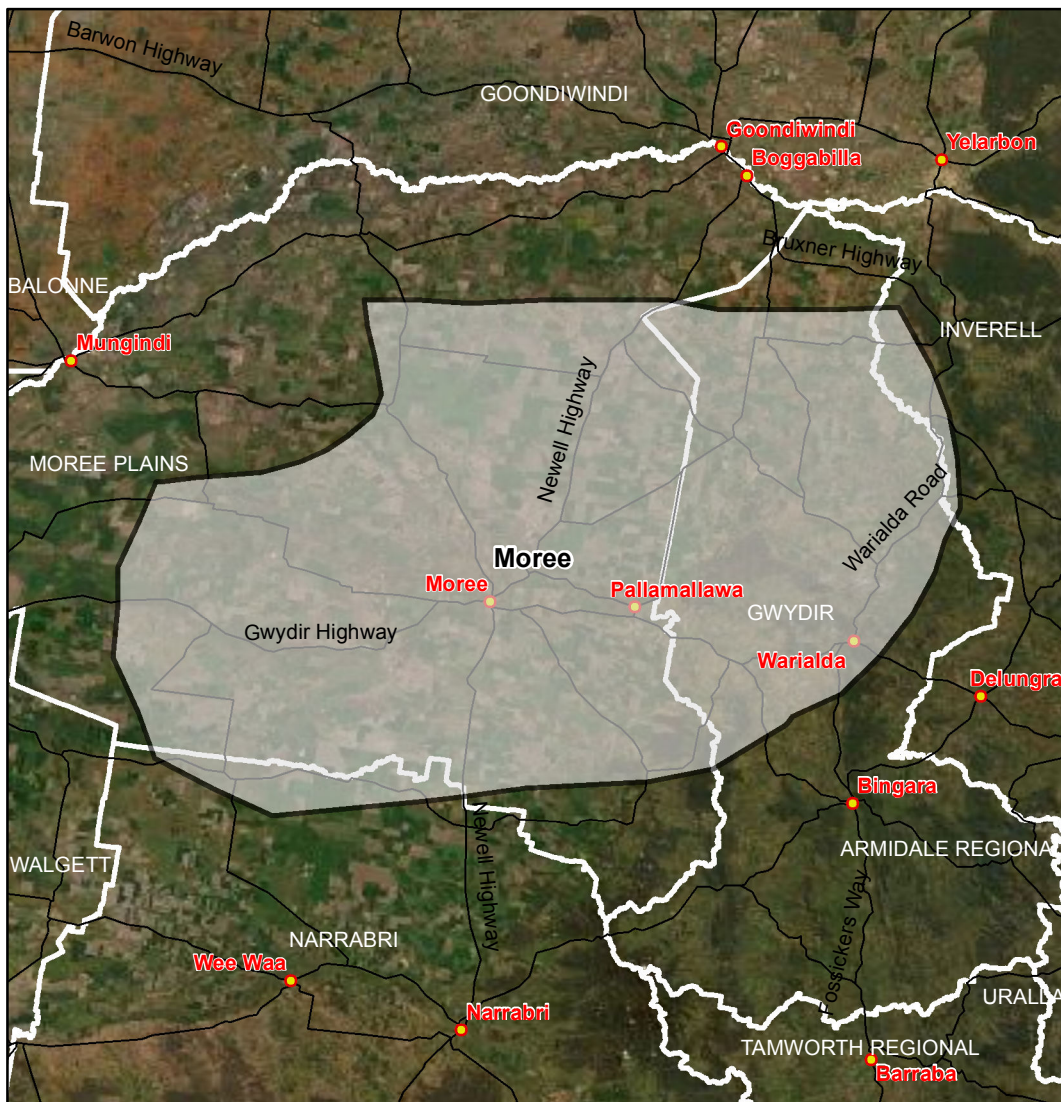 Barwon Highway
GOONDIWINDI
Goondiwindi
Yelarbon
Boggabilla
Bruxner Highway
BALONNE
INVERELL
Mungindi
Newell Highway
MOREE PLAINS
Warialda Road
Moree
Moree
Pallamallawa
GWYDIR
Gwydir Highway
Warialda
Delungra
Bingara
Newell Highway
WALGETT
ARMIDALE REGIONA
Fossickers Way
NARRABRI
Wee Waa
URALLA
Narrabri
TAMWORTH REGIONAL
Barraba